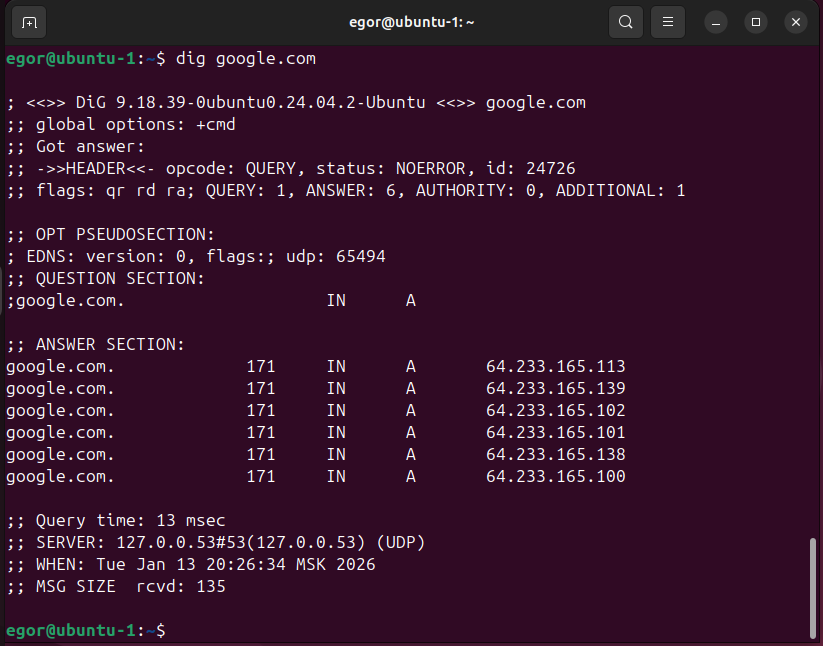 egor@ubuntu-1: ~
egor@ubuntu-1:~$ dig google.com
; <<>> DiG 9.18.39-0ubuntu0.24.04.2-Ubuntu <<>> google.com
;; global options: +cmd
;; Got answer:
;; ->>HEADER<<- opcode: QUERY, status: NOERROR, id: 24726
;; flags: qr rd ra; QUERY: 1, ANSWER: 6, AUTHORITY: 0, ADDITIONAL: 1
;; OPT PSEUDOSECTION:
; EDNS: version: 0, flags:; udp: 65494
;; QUESTION SECTION:
;google.com. IN A
;; ANSWER SECTION:
google.com. 171 IN A 64.233.165.113
google.com. 171 IN A 64.233.165.139
google.com. 171 IN A 64.233.165.102
google.com. 171 IN A 64.233.165.101
google.com. 171 IN A 64.233.165.138
google.com. 171 IN A 64.233.165.100
;; Query time: 13 msec
;; SERVER: 127.0.0.53#53(127.0.0.53) (UDP)
;; WHEN: Tue Jan 13 20:26:34 MSK 2026
;; MSG SIZE  rcvd: 135
egor@ubuntu-1:~$